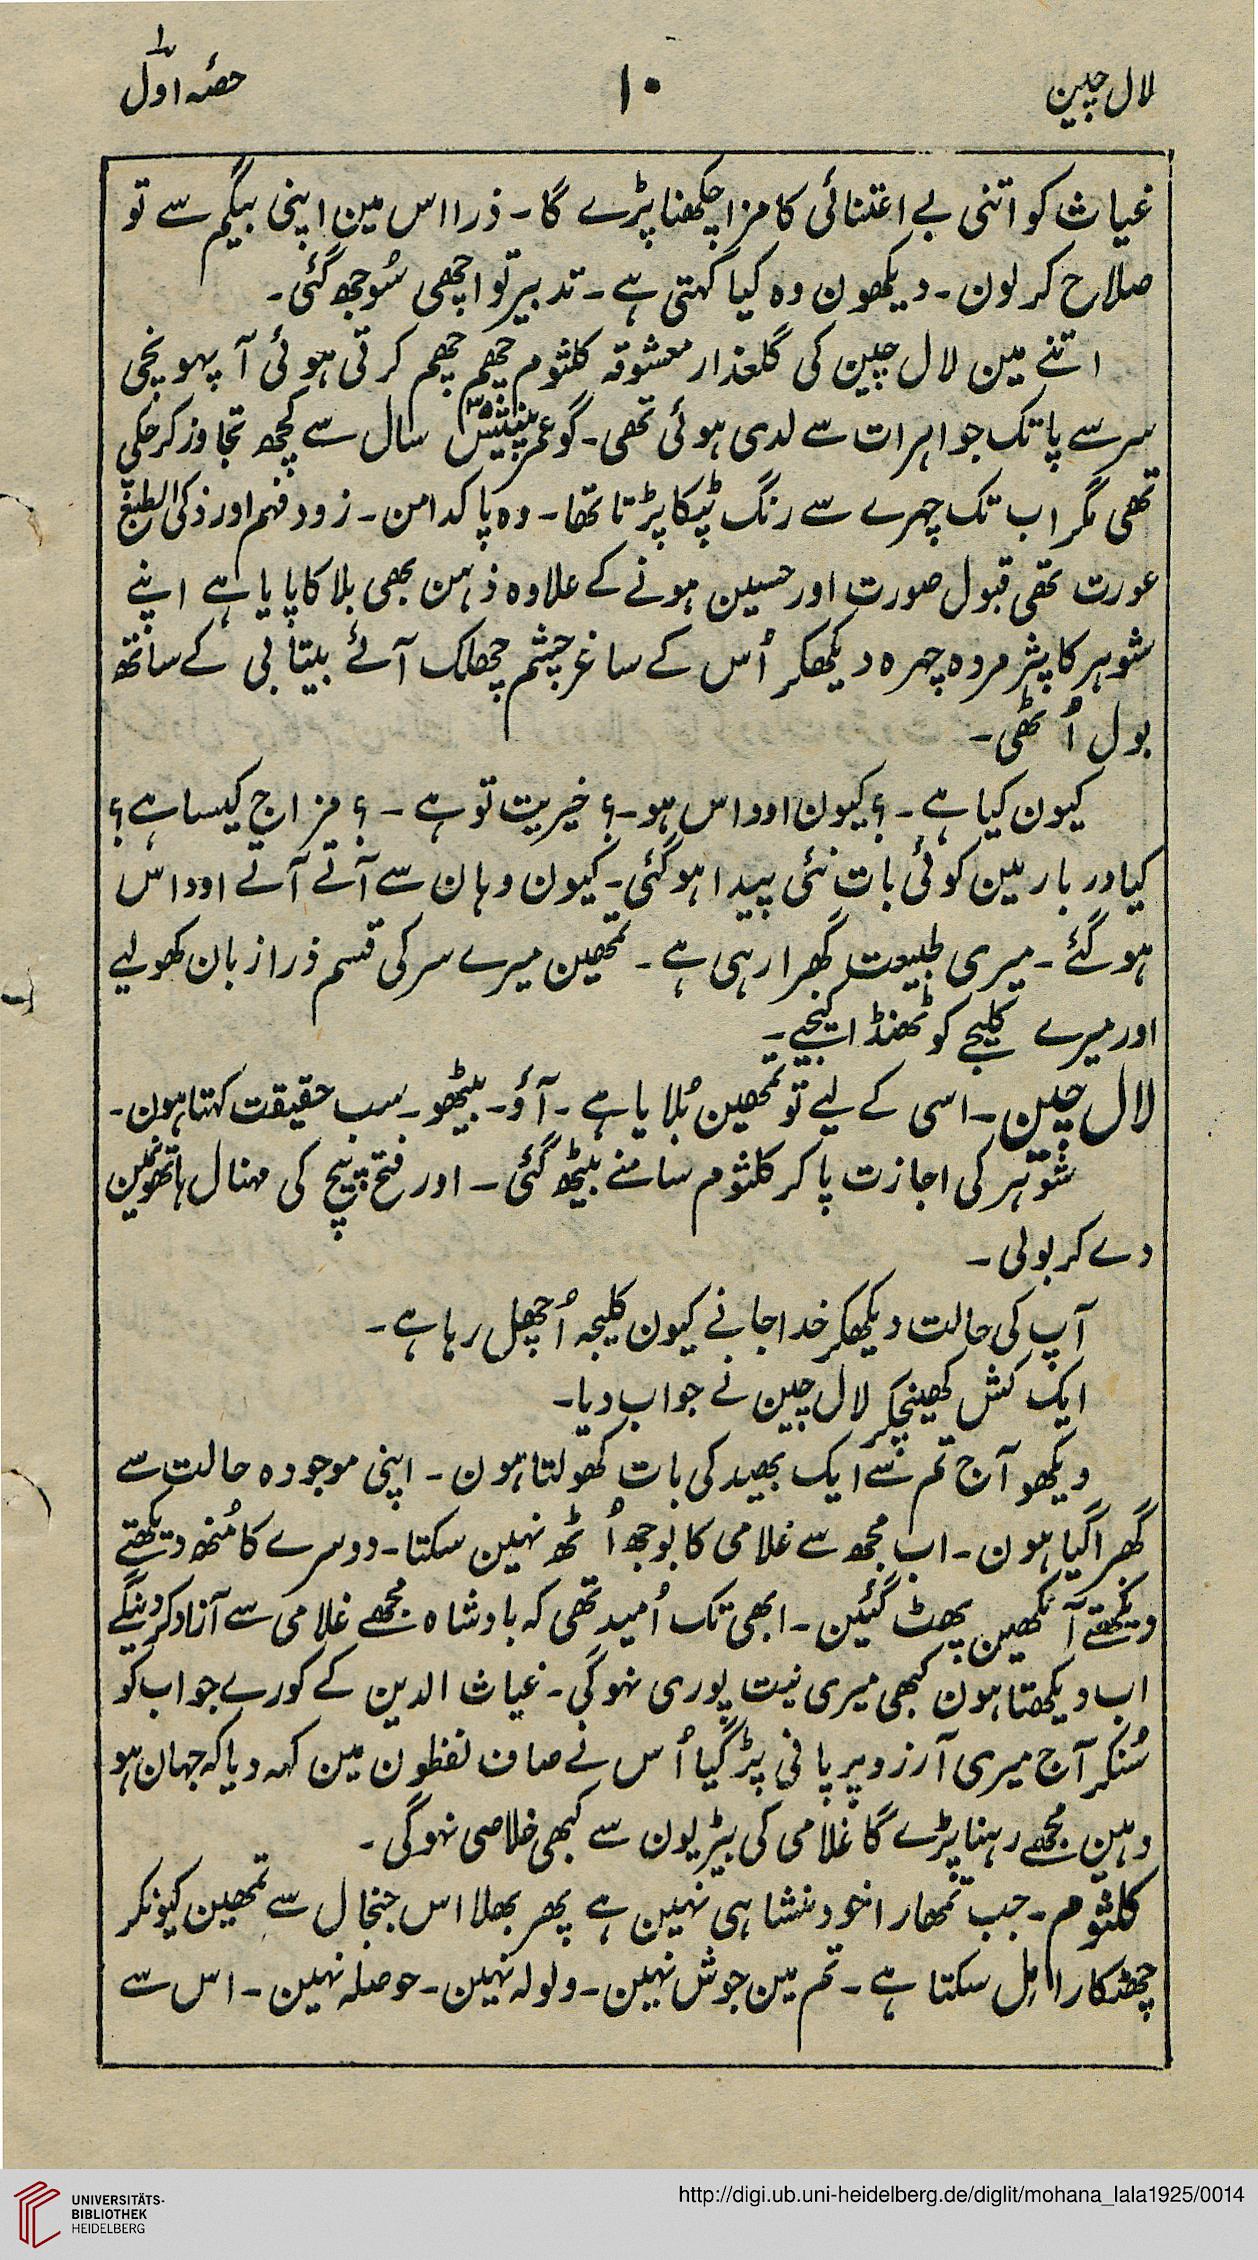 لال چین
۱۰
حصّہ اوّل
۱
غیاث کو اتنی بے اعتنائی کا مزا چکھنا پڑے گا۔ ذرا اس مین اپنی بیگم سے تو
صلاح کر لون۔ دیکھون وہ کیا کہتی ہے۔ تدبیر تو اچھی سُوجھ گئی۔
اتنے مین لال چین کی گلعذار معشوقہ کلثوم چھم چھم کرتی ہوئی آ پہونچی
سر سے پا تک جواہرات سے لدی ہوئی تھی۔ گو عمر پینتیس۳۵ سال سے کچھ تجاوز کر چکی
تھی مگر اب تک چہرے سے رنگ ٹپکا پڑتا تھا۔ وہ پاکدامن۔ زود فہم اور ذکی الطبع
عورت تھی قبول صورت اور حسین ہونے کے علاوہ ذہن بھی بلا کا پایا ہے اپنے
شوہر کا پژمردہ چہرہ دیکھکر اُس کے ساغر چشم چھلک آئے بیتابی کے ساتھ
بول اُٹھی۔
کیون کیا ہے۔؟ کیون اوداس ہو۔؟ خیریت تو ہے۔؟ مزاج کیسا ہے؟
کیا دربار مین کوئی بات نئی پیدا ہو گئی۔ کیون وہان سے آتے آتے اوداس
ہو گئے۔ میری طبیعت گھبرا رہی ہے۔ تمھین میرے سر کی قسم ذرا زبان کھولیے
اور میرے کلیجے کو ٹھنڈا کیجیے۔
لال چین۔ اسی کے لیے تو تمھین بُلایا ہے۔ آؤ۔ بیٹھو۔ سب حقیقت کہتا ہون۔
شوہر کی اجازت پا کر کلثوم سامنے بیٹھ گئی۔ اور فتح پیچ کی مہنال ہاتھونمین
دے کر بولی۔
آپ کی حالت دیکھکر خدا جانے کیون کلیجہ اُچھل رہا ہے۔
ایک کش کھینچکر لال چین نے جواب دیا۔
دیکھو آج تم سے ایک بھید کی بات کھولتا ہون۔ اپنی موجودہ حالت سے
گھبرا گیا ہون۔ اب مجھ سے غلامی کا بوجھ اُٹھ نہین سکتا۔ دوسرے کا مُنھ دیکھتے
دیکھتے آنکھین پھٹ گئین۔ ابھی تک اُمید تھی کہ بادشاہ مجھے غلامی سے آزاد کر دینگے
اب دیکھتا ہون کبھی میری نیت پوری نہوگی۔ غیاث الدین کے کورے جواب کو
سُنکر آج میری آرزو پر پانی پڑ گیا اُس نے صاف لفظون مین کہہ دیا کہ جہان ہو
وہین مجھے رہنا پڑے گا غلامی کی بیڑیون سے کبھی خلاصی نہوگی۔
کلثوم۔ جب تمھارا خود منشا ہی نہین ہے پھر بھلا اس جنجال سے تمھین کیونکر
چھٹکارا مل سکتا ہے۔ تم مین جوش نہین۔ ولولہ نہین۔ حوصلہ نہین۔ اس سے
UNIVERSITÄTS-
BIBLIOTHEK
HEIDELBERG
http://digi.ub.uni-heidelberg.de/diglit/mohana_lala1925/0014